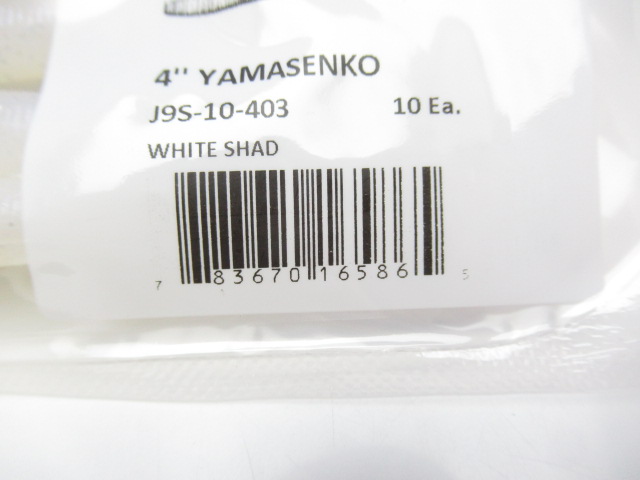 4" YAMASENKO
J9S-10-403 10 Ea.
WHITE SHAD
7 83670 16586 5